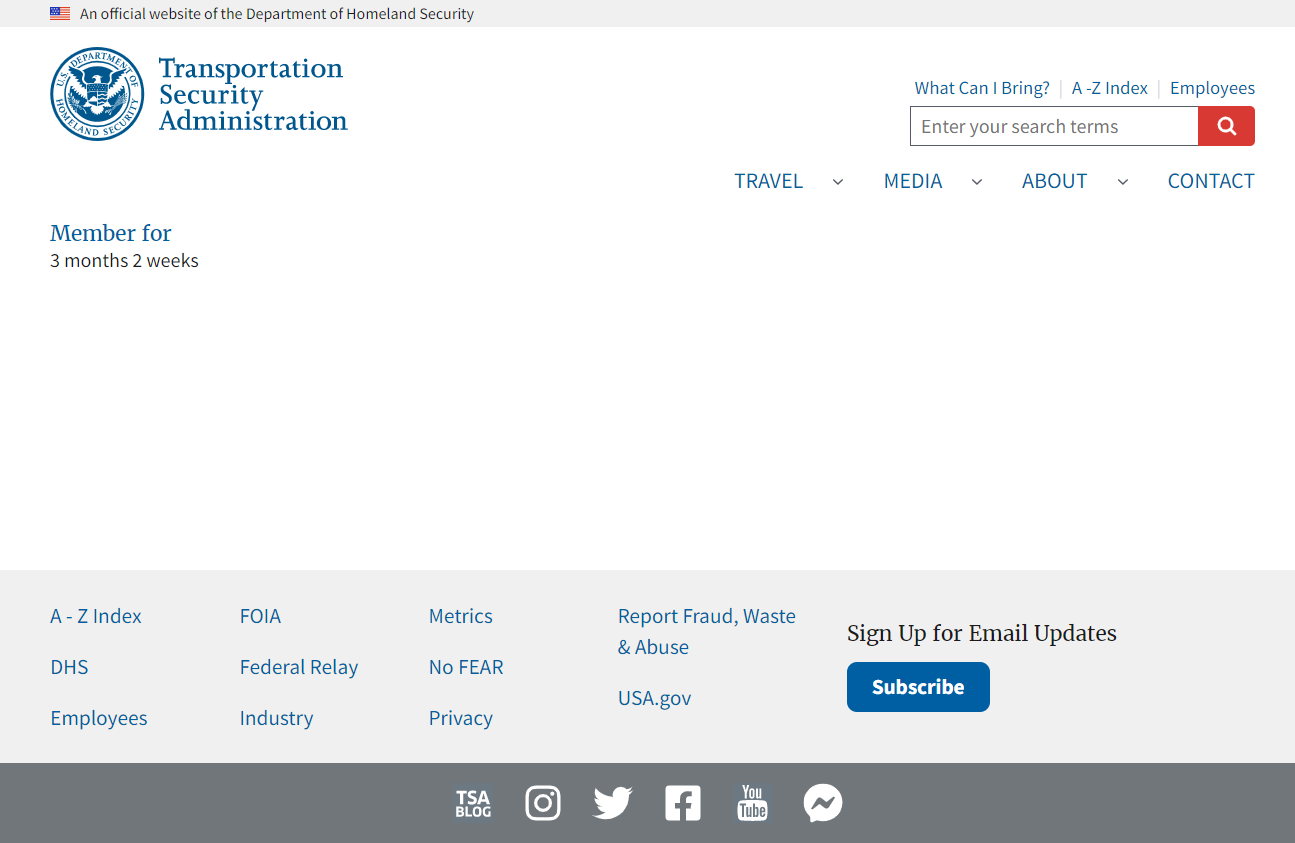 An official website of the Department of Homeland Security
U.S. DEPARTMENT OF
HOMELAND SECURITY
Transportation
Security
Administration
What Can I Bring?
A -Z Index
Employees
Enter your search terms
TRAVEL
MEDIA
ABOUT
CONTACT
Member for
3 months 2 weeks
A - Z Index
FOIA
Metrics
Report Fraud, Waste
& Abuse
DHS
Federal Relay
No FEAR
USA.gov
Employees
Industry
Privacy
Sign Up for Email Updates
Subscribe
TSA
BLOG
You
Tube